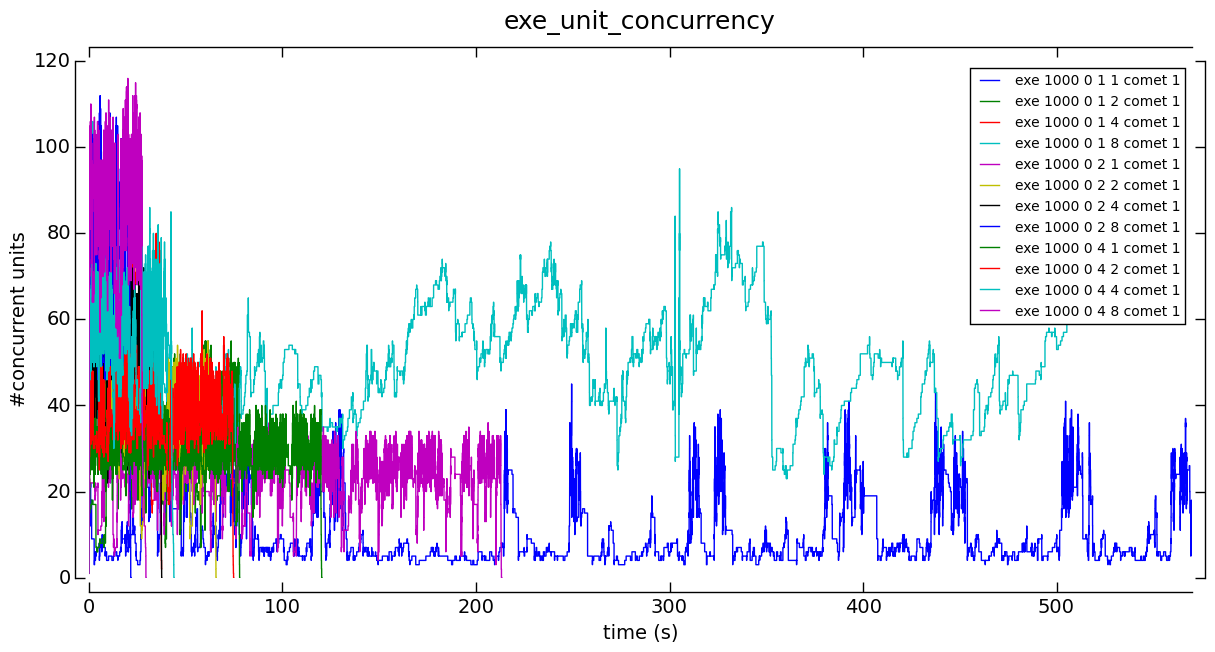 exe_unit_concurrency
120
100
80
60
40
20
0
#concurrent units
exe 1000 0 1 1 comet 1
exe 1000 0 1 2 comet 1
exe 1000 0 1 4 comet 1
exe 1000 0 1 8 comet 1
exe 1000 0 2 1 comet 1
exe 1000 0 2 2 comet 1
exe 1000 0 2 4 comet 1
exe 1000 0 2 8 comet 1
exe 1000 0 4 1 comet 1
exe 1000 0 4 2 comet 1
exe 1000 0 4 4 comet 1
exe 1000 0 4 8 comet 1
0 100 200 300 400 500
time (s)